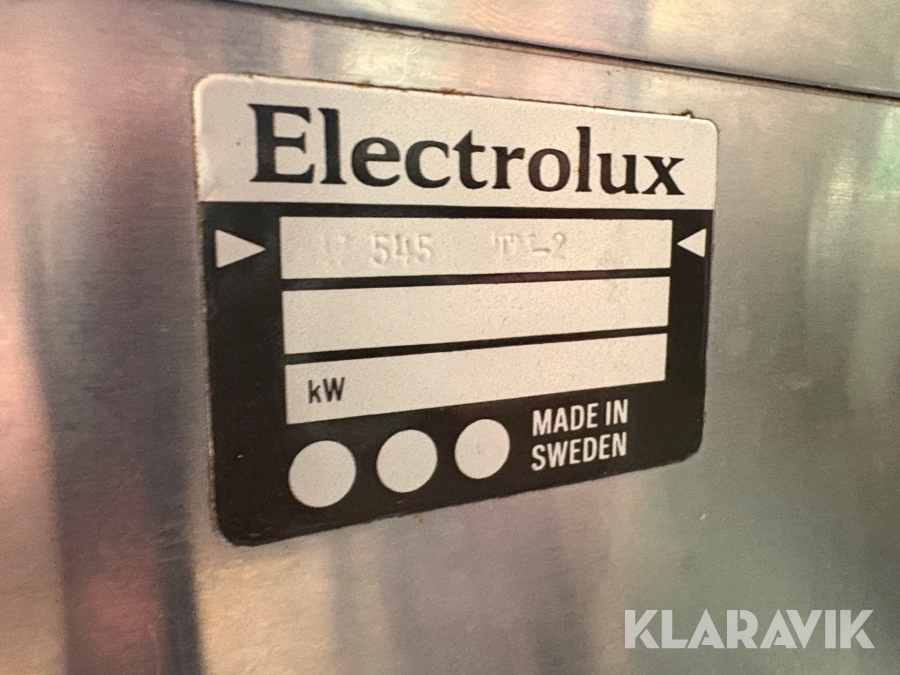 Electrolux
545
kW
MADE IN
SWEDEN
KLARAVIK